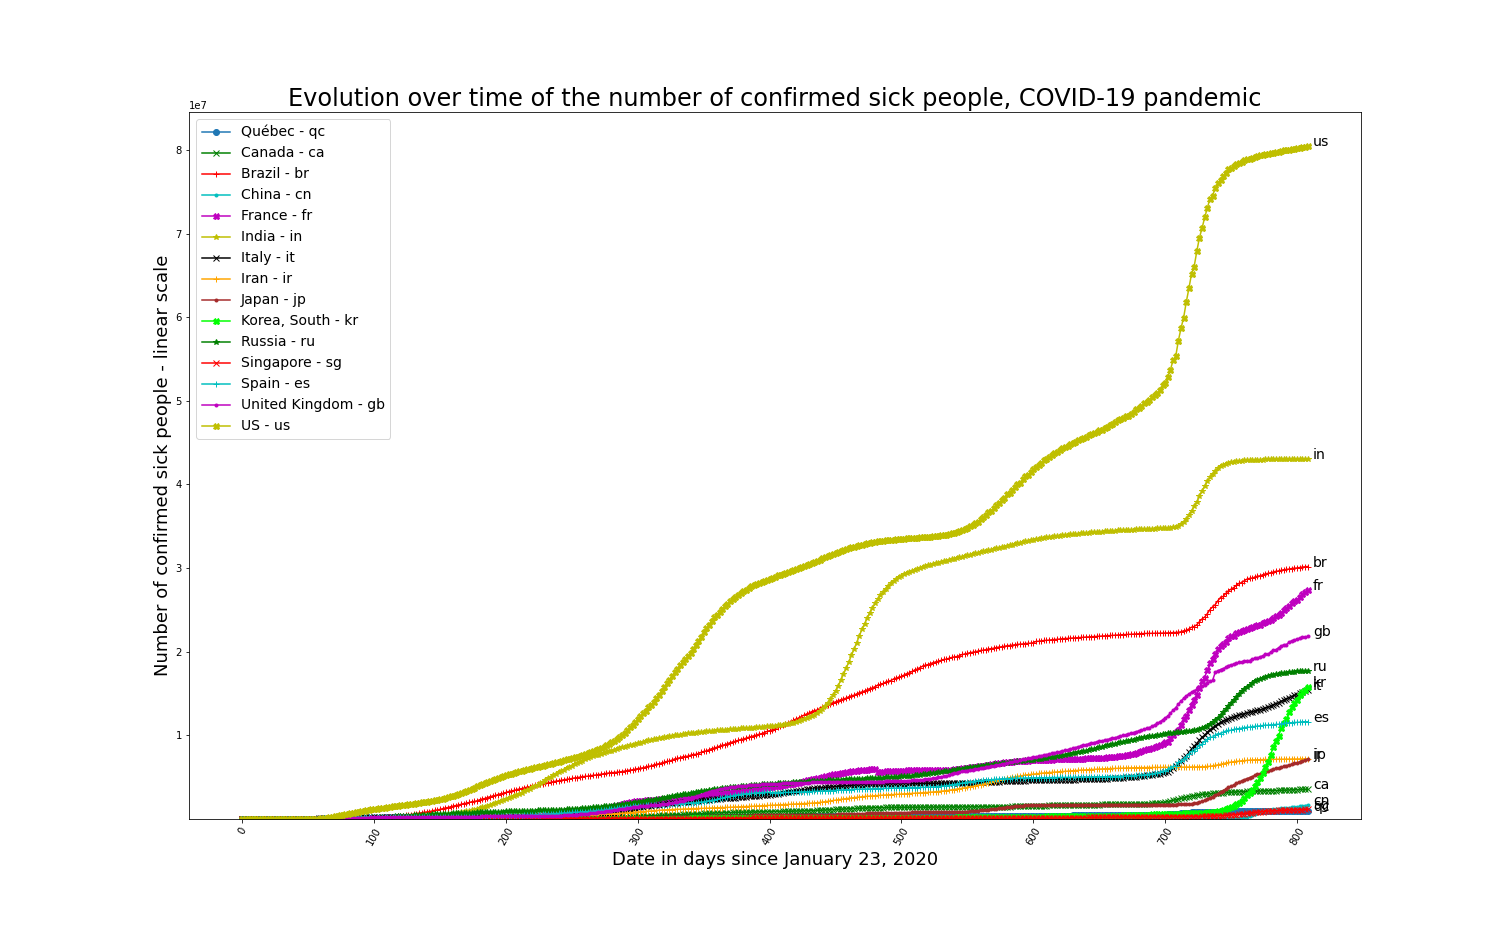 Evolution over time of the number of confirmed sick people, COVID-19 pandemic
1e7
Québec - qc
Canada - ca
Brazil - br
China - cn
France - fr
India - in
Italy - it
Iran - ir
Japan - jp
Korea, South - kr
Russia - ru
Singapore - sg
Spain - es
United Kingdom - gb
US - us
8
7
6
5
4
3
2
1
Number of confirmed sick people - linear scale
us
in
br
fr
gb
ru
kr
it
es
ca
0
100
200
300
400
500
600
700
800
Date in days since January 23, 2020